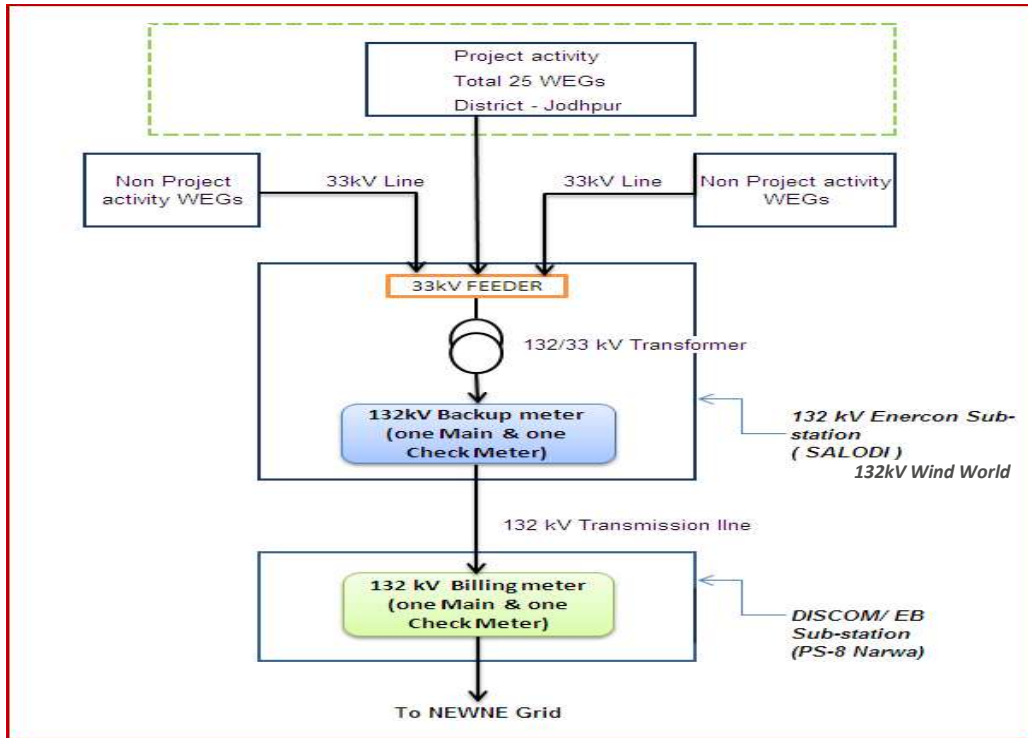 Project activity
Total 25 WEGs
District - Jodhpur
Non Project
activity WEGs
33kV Line
33kV Line
Non Project activity
WEGs
33kV FEEDER
132/33 kV Transformer
132kV Backup meter
(one Main & one
Check Meter)
132 kV Enercon Sub-
station
( SALODI )
132kV Wind World
132 kV Transmission lIne
132 kV Billing meter
(one Main & one
Check Meter)
DISCOM/ EB
Sub-station
(PS-8 Narwa)
To NEWNE Grid